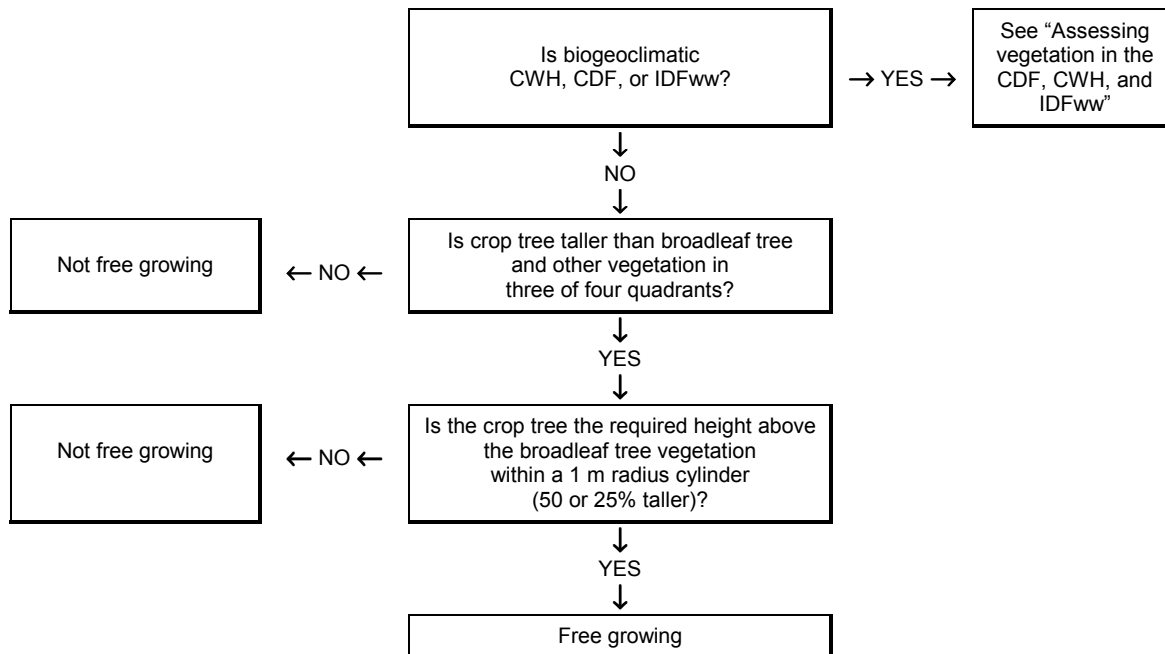 Is biogeoclimatic
CWH, CDF, or IDFww?
→ YES →
See “Assessing
vegetation in the
CDF, CWH, and
IDFww”
↓
NO
↓
Not free growing
← NO ←
Is crop tree taller than broadleaf tree
and other vegetation in
three of four quadrants?
↓
YES
↓
Not free growing
← NO ←
Is the crop tree the required height above
the broadleaf tree vegetation
within a 1 m radius cylinder
(50 or 25% taller)?
↓
YES
↓
Free growing